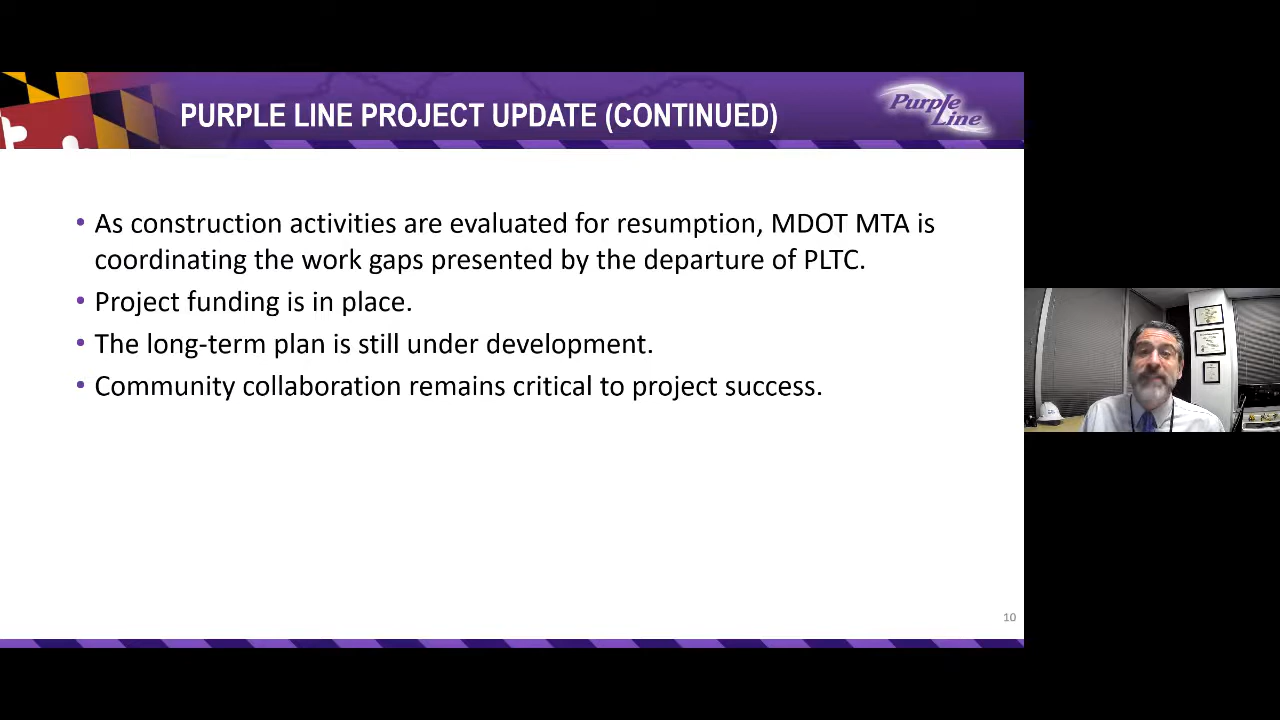 PURPLE LINE PROJECT UPDATE (CONTINUED)
Purple
Line
• As construction activities are evaluated for resumption, MDOT MTA is
coordinating the work gaps presented by the departure of PLTC.
• Project funding is in place.
• The long-term plan is still under development.
• Community collaboration remains critical to project success.
10